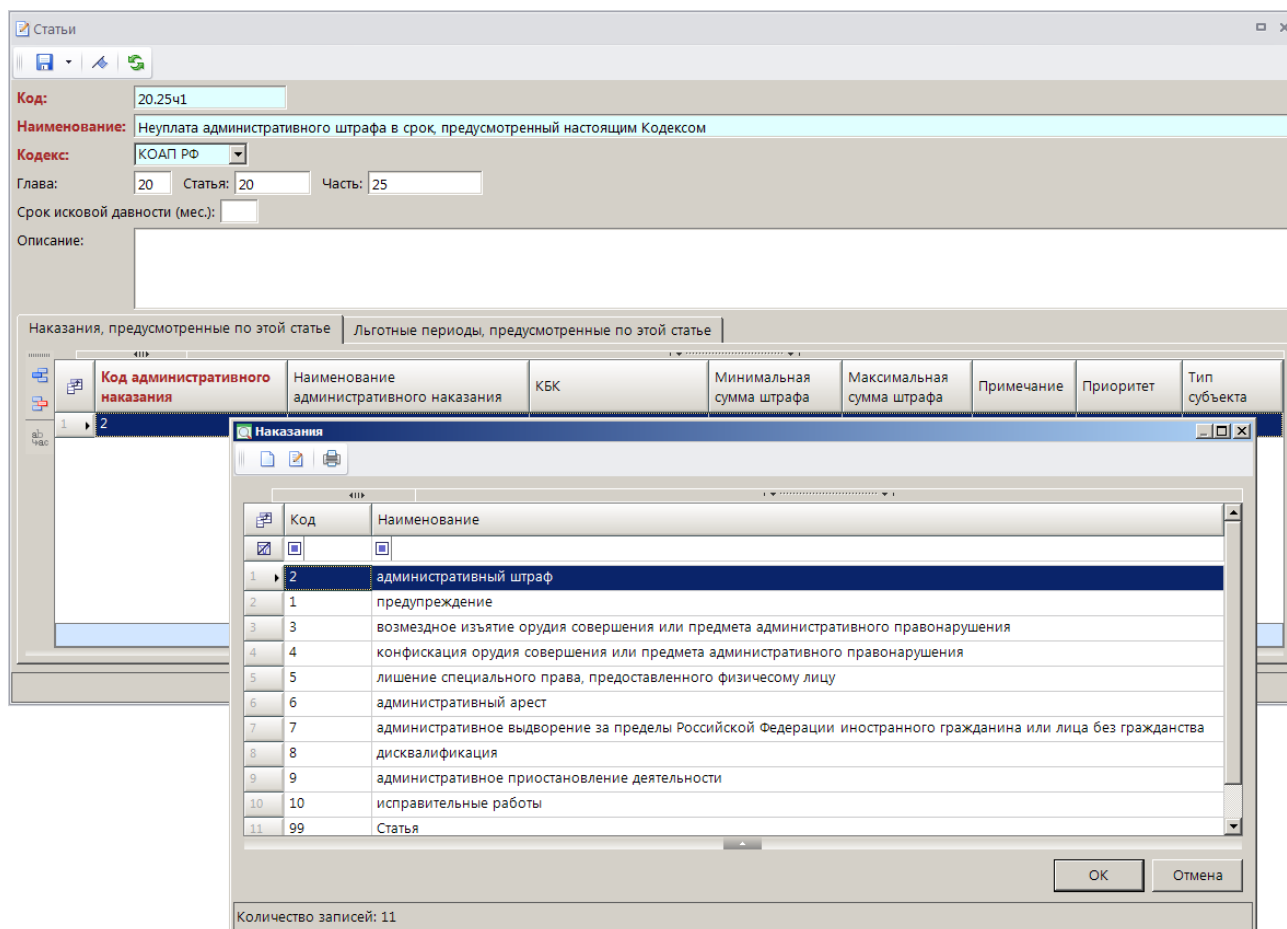 Статьи
Код: 20.25ч1
Наименование: Неуплата административного штрафа в срок, предусмотренный настоящим Кодексом
Кодекс: КОАП РФ
Глава: 20 Статья: 20 Часть: 25
Срок исковой давности (мес.):
Описание:
Наказания, предусмотренные по этой статье Льготные периоды, предусмотренные по этой статье
Код административного наказания Наименование административного наказания КБК Минимальная сумма штрафа Максимальная сумма штрафа Примечание Приоритет Тип субъекта
ab
ac
1 2
Наказания
Код Наименование
1 2 административный штраф
2 1 предупреждение
3 3 возмездное изъятие орудия совершения или предмета административного правонарушения
4 4 конфискация орудия совершения или предмета административного правонарушения
5 5 лишение специального права, предоставленного физичесому лицу
6 6 административный арест
7 7 административное выдворение за пределы Российской Федерации иностранного гражданина или лица без гражданства
8 8 дисквалификация
9 9 административное приостановление деятельности
10 10 исправительные работы
11 99 Статья
OK Отмена
Количество записей: 11